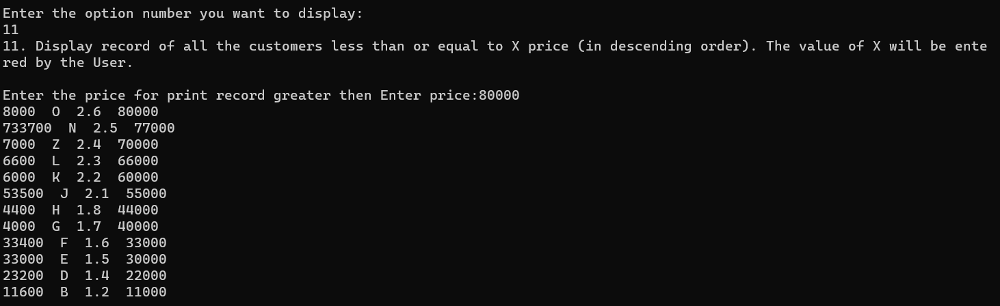 Enter the option number you want to display:
11
11. Display record of all the customers less than or equal to X price (in descending order). The value of X will be ente
red by the User.
Enter the price for print record greater then Enter price:80000
8000  O  2.6  80000
733700  N  2.5  77000
7000  Z  2.4  70000
6600  L  2.3  66000
6000  K  2.2  60000
53500  J  2.1  55000
4400  H  1.8  44000
4000  G  1.7  40000
33400  F  1.6  33000
33000  E  1.5  30000
23200  D  1.4  22000
11600  B  1.2  11000